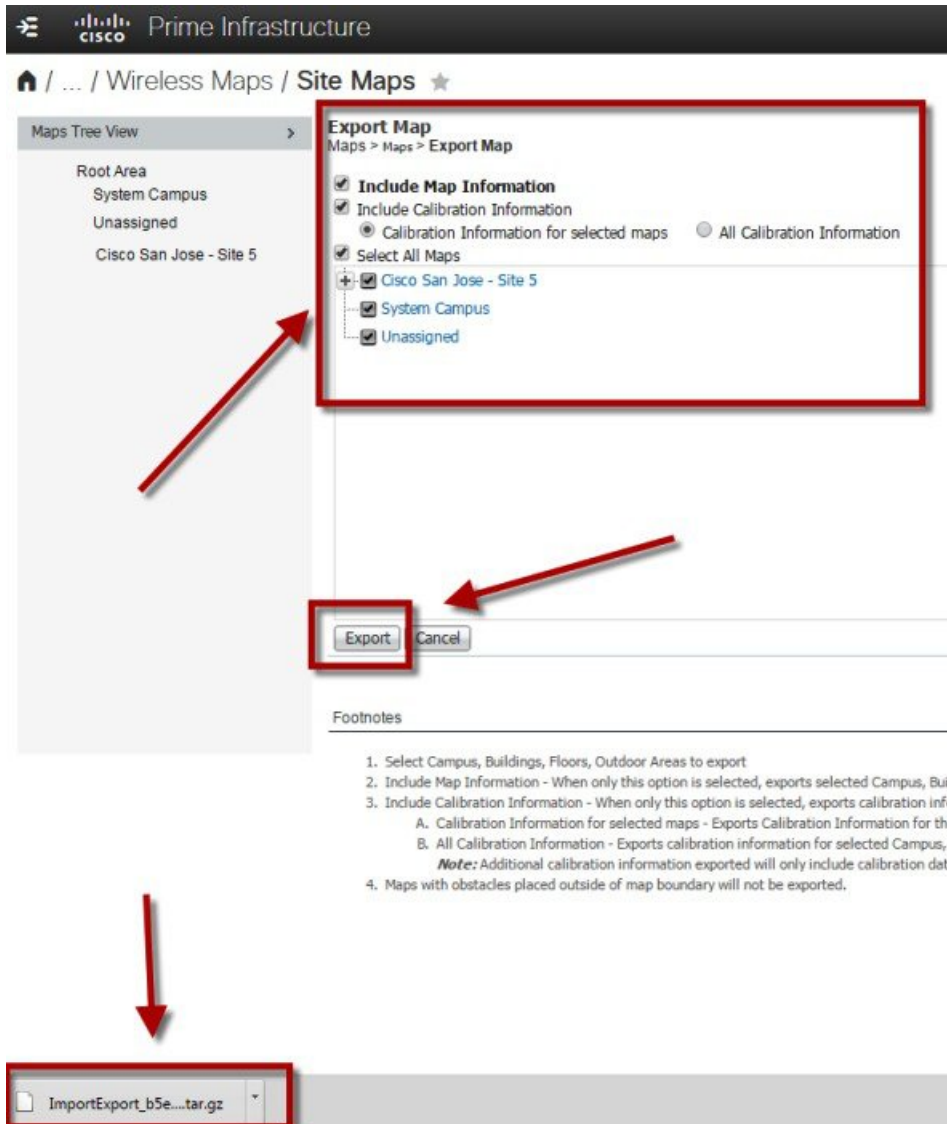 cisco Prime Infrastructure
/ ... / Wireless Maps / Site Maps
Maps Tree View >
Root Area
System Campus
Unassigned
Cisco San Jose - Site 5
Export Map
Maps > Maps > Export Map
Include Map Information
Include Calibration Information
Calibration Information for selected maps All Calibration Information
Select All Maps
Cisco San Jose - Site 5
System Campus
Unassigned
Export Cancel
Footnotes
1. Select Campus, Buildings, Floors, Outdoor Areas to export
2. Include Map Information - When only this option is selected, exports selected Campus, Bui
3. Include Calibration Information - When only this option is selected, exports calibration inf
A. Calibration Information for selected maps - Exports Calibration Information for th
B. All Calibration Information - Exports calibration information for selected Campus,
Note: Additional calibration information exported will only include calibration dat
4. Maps with obstacles placed outside of map boundary will not be exported.
ImportExport_b5e....tar.gz